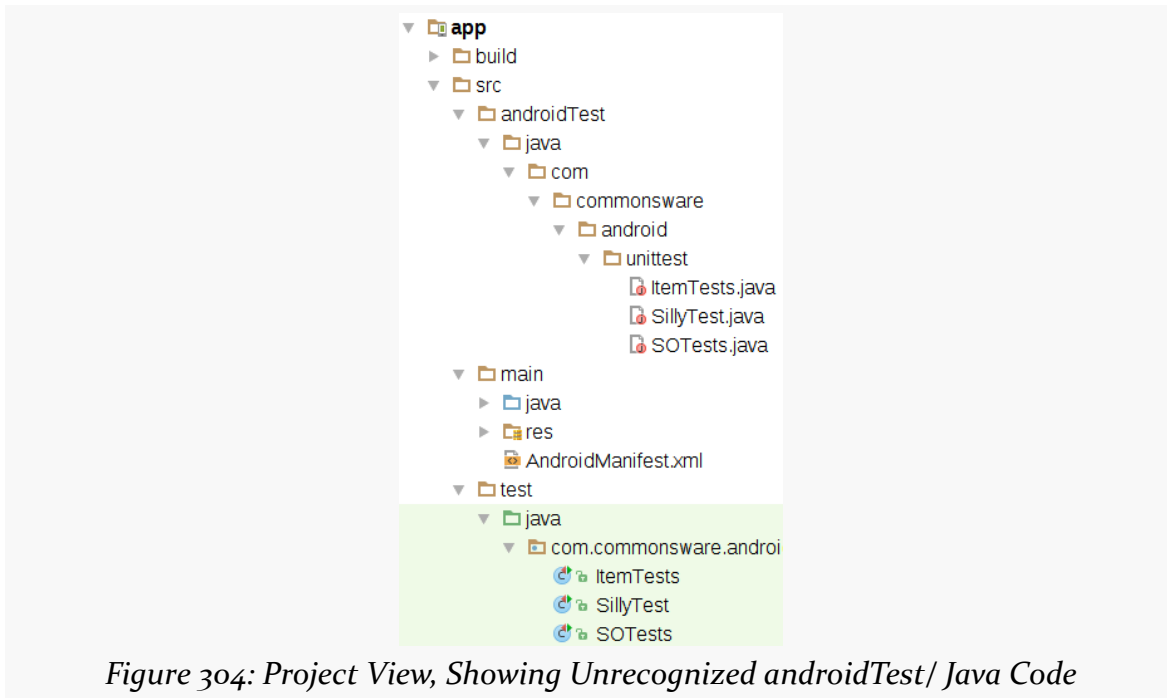 app
build
src
androidTest
java
com
commonsware
android
unittest
ItemTests.java
SillyTest.java
SOTests.java
main
java
res
AndroidManifest.xml
test
java
com.commonsware.androi
ItemTests
SillyTest
SOTests
Figure 304: Project View, Showing Unrecognized androidTest/ Java Code